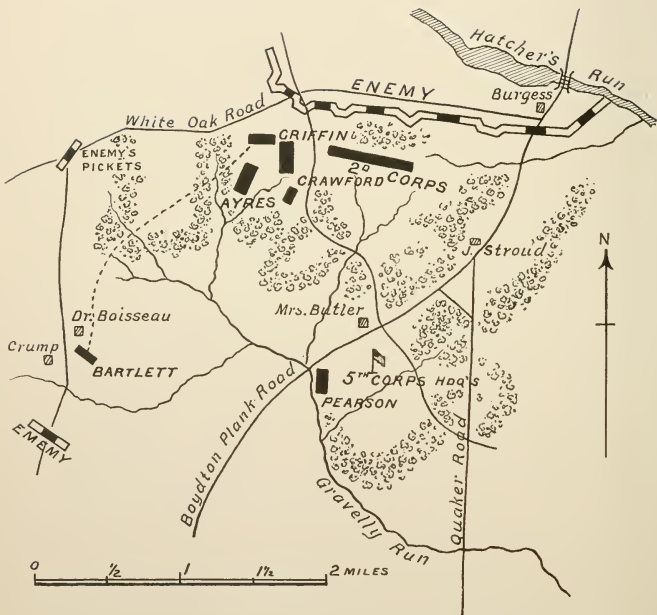 Hatcher's Run
ENEMY
Burgess
White Oak Road
GRIFFIN
ENEMY'S
PICKETS
2D CORPS
CRAWFORD
AYRES
N
J. Stroud
Mrs. Butler
Dr. Boisseau
Crump
BARTLETT
5TH CORPS HDQ'S
PEARSON
EMEMY
Boydton Plank Road
Quaker Road
Gravelly Run
0 1/2 1 1 1/2 2 MILES